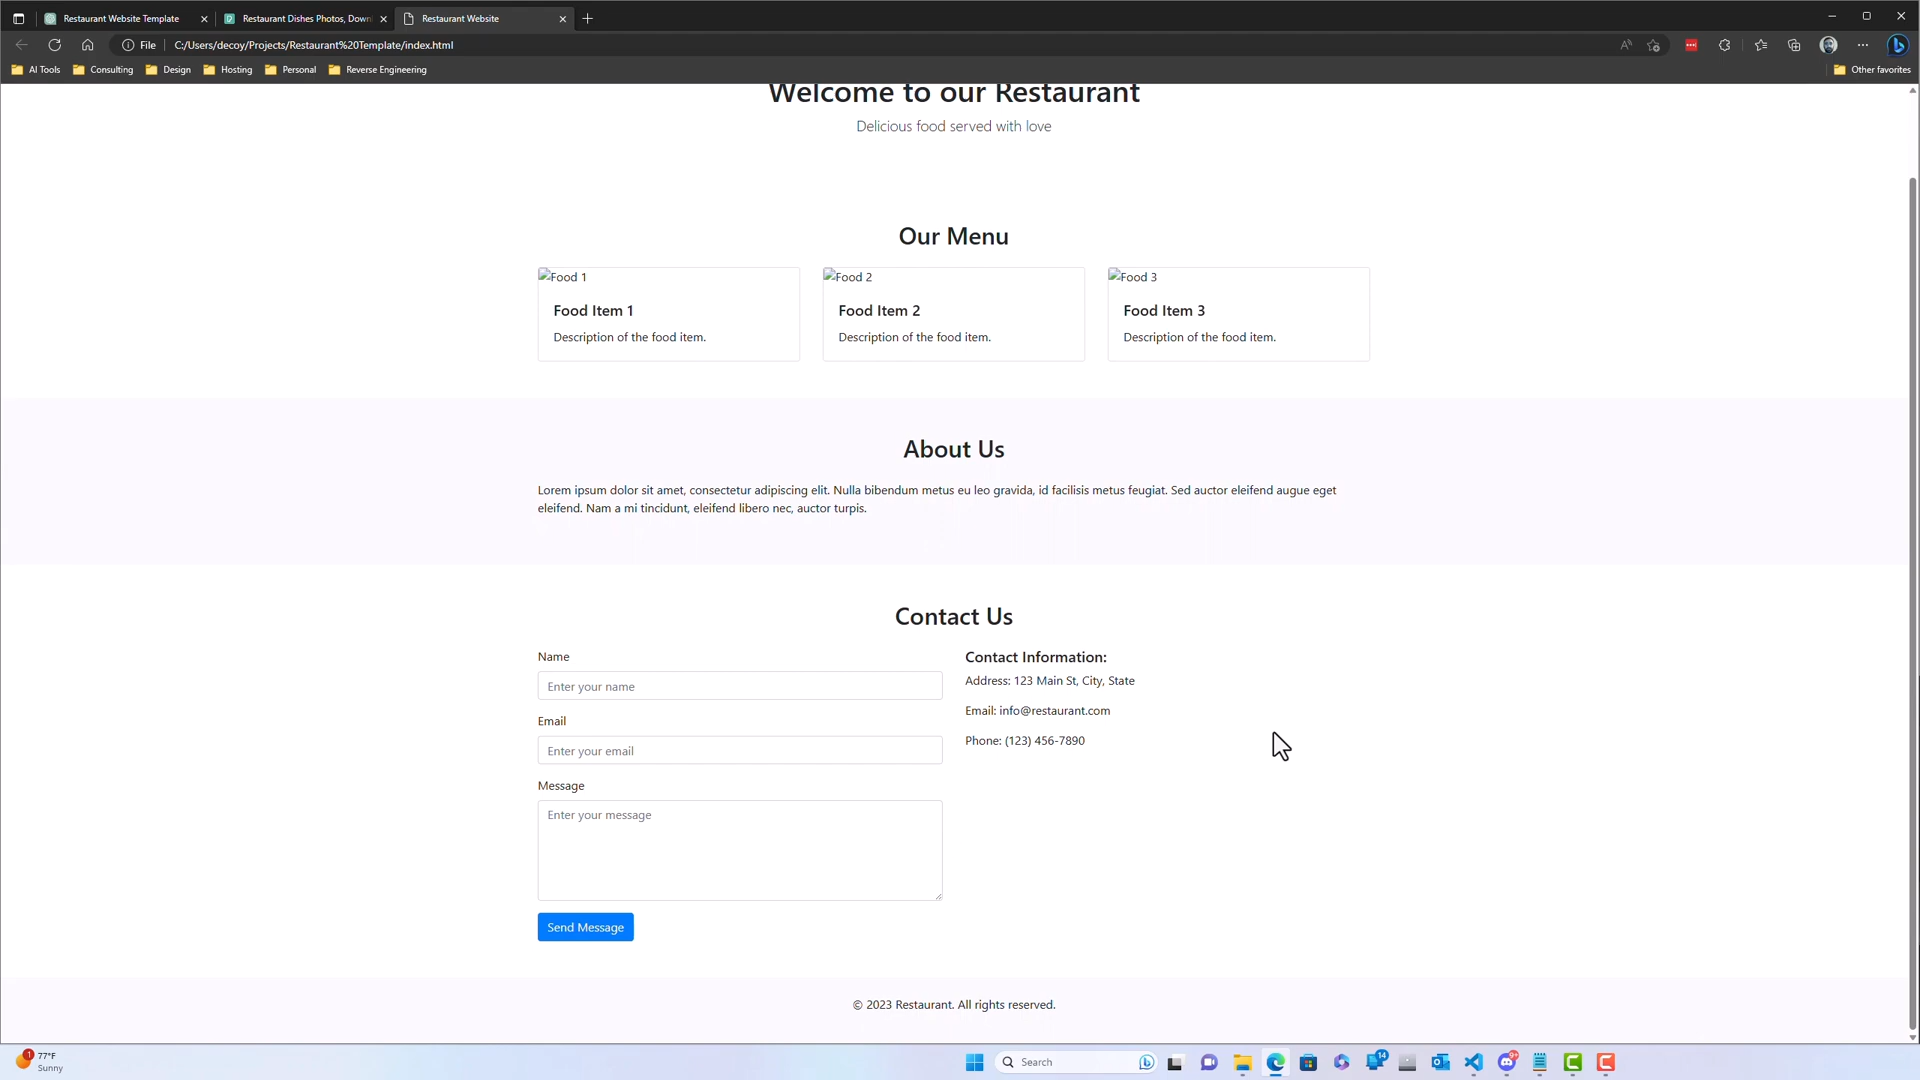 Restaurant Website Template
Restaurant Dishes Photos, Down
Restaurant Website
File
C:/Users/decoy/Projects/Restaurant%20Template/index.html
AI Tools
Consulting
Design
Hosting
Personal
Reverse Engineering
Other favorites
Welcome to our Restaurant
Delicious food served with love
Our Menu
Food 1
Food 2
Food 3
Food Item 1
Food Item 2
Food Item 3
Description of the food item.
Description of the food item.
Description of the food item.
About Us
Lorem ipsum dolor sit amet, consectetur adipiscing elit. Nulla bibendum metus eu leo gravida, id facilisis metus feugiat. Sed auctor eleifend augue eget
eleifend. Nam a mi tincidunt, eleifend libero nec, auctor turpis.
Contact Us
Name
Enter your name
Email
Enter your email
Message
Enter your message
Send Message
Contact Information:
Address: 123 Main St, City, State
Email: info@restaurant.com
Phone: (123) 456-7890
© 2023 Restaurant. All rights reserved.
1
77°F
Sunny
Search
14
9+